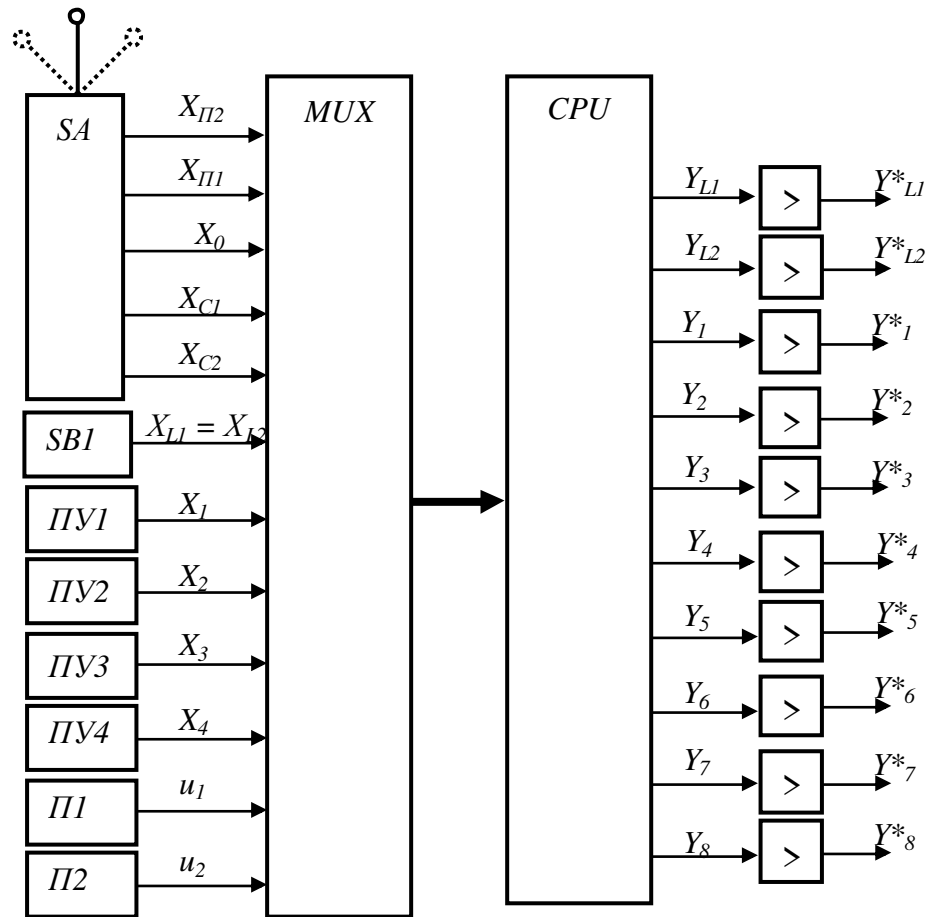 SA
X_П2
X_П1
X_0
X_C1
X_C2
SB1
X_L1 = X_L2
ПУ1
X_1
ПУ2
X_2
ПУ3
X_3
ПУ4
X_4
П1
u_1
П2
u_2
MUX
CPU
Y_L1
>
Y*_L1
Y_L2
>
Y*_L2
Y_1
>
Y*_1
Y_2
>
Y*_2
Y_3
>
Y*_3
Y_4
>
Y*_4
Y_5
>
Y*_5
Y_6
>
Y*_6
Y_7
>
Y*_7
Y_8
>
Y*_8